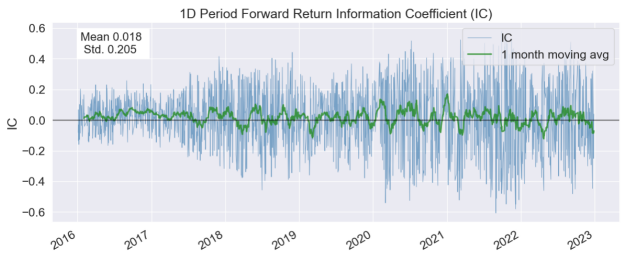 1D Period Forward Return Information Coefficient (IC)
Mean 0.018
Std. 0.205
IC
1 month moving avg
IC
0.6
0.4
0.2
0.0
−0.2
−0.4
−0.6
2016
2017
2018
2019
2020
2021
2022
2023